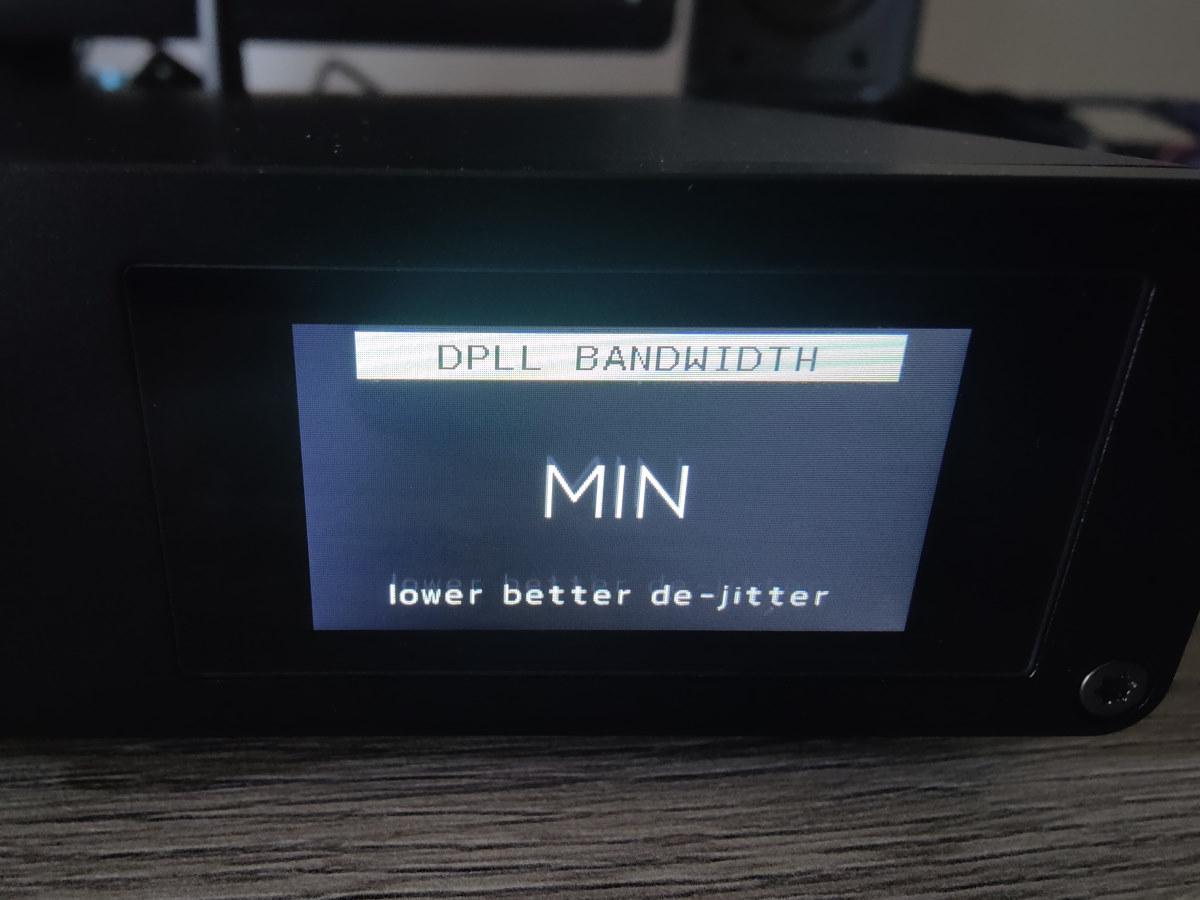 DPLL BANDWIDTH
MIN
lower better de-jitter